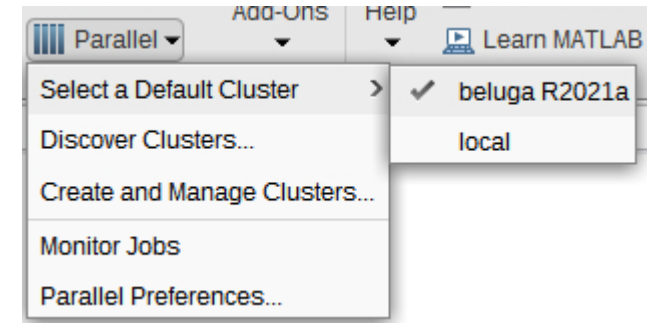 Add-Ons
Help
Parallel
Learn MATLAB
Select a Default Cluster
beluga R2021a
Discover Clusters...
local
Create and Manage Clusters...
Monitor Jobs
Parallel Preferences...